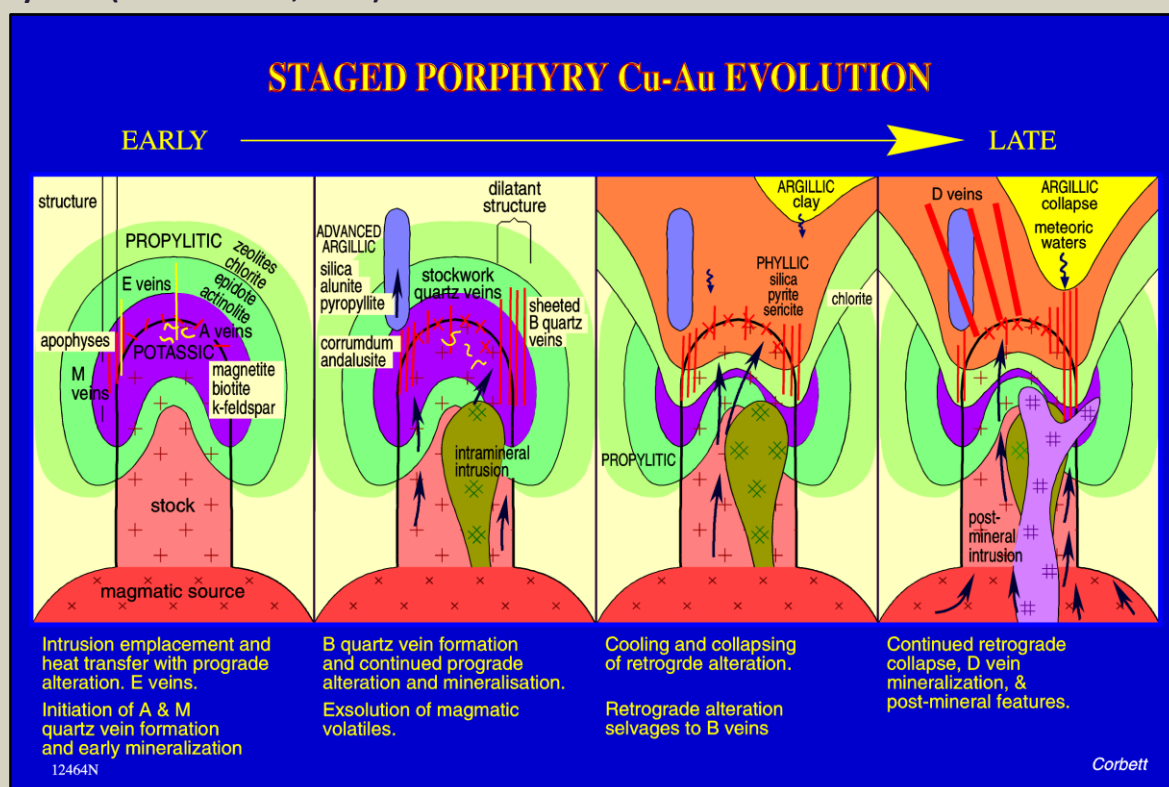 STAGED PORPHYRY Cu-Au EVOLUTION
EARLY
LATE
structure
PROPYLITIC
zeolites
chlorite
epidote
actinolite
E veins
A veins
apophyses
POTASSIC
M
veins
magnetite
biotite
k-feldspar
stock
magmatic source
dilatant
structure
ADVANCED
ARGILLIC
silica
alunite
pyropyllite
stockwork
quartz veins
sheeted
B quartz
veins
corrumdum
andalusite
intramineral
intrusion
ARGILLIC
clay
PHYLLIC
silica
pyrite
sericite
chlorite
PROPYLITIC
D veins
ARGILLIC
collapse
meteoric
waters
post-
mineral
intrusion
Intrusion emplacement and
heat transfer with prograde
alteration. E veins.
Initiation of A & M
quartz vein formation
and early mineralization
B quartz vein formation
and continued prograde
alteration and mineralisation.
Exsolution of magmatic
volatiles.
Cooling and collapsing
of retrogrde alteration.
Retrograde alteration
selvages to B veins
Continued retrograde
collapse, D vein
mineralization, &
post-mineral features.
12464N
Corbett